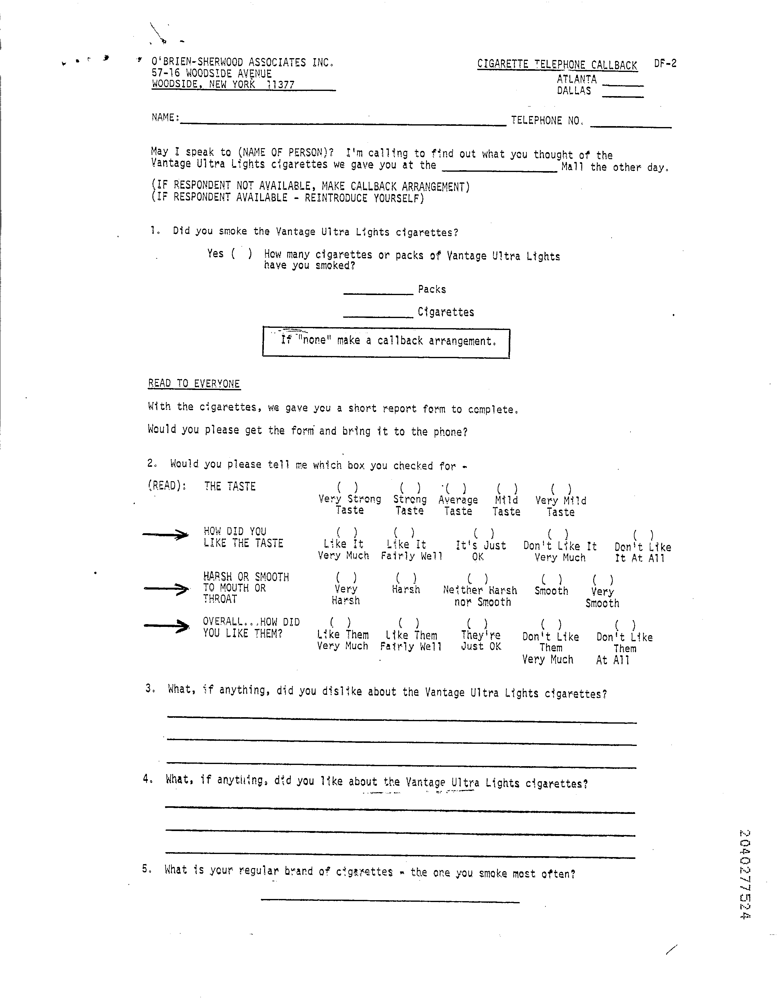 O'BRIEN-SHERWOOD ASSOCIATES INC.
57-16 WOODSIDE AVENUE
WOODSIDE, NEW YORK 11377
CIGARETTE TELEPHONE CALLBACK DF-2
ATLANTA ______
DALLAS ______
NAME: ______ TELEPHONE NO. ______
May I speak to (NAME OF PERSON)? I'm calling to find out what you thought of the
Vantage Ultra Lights cigarettes we gave you at the ______ Mall the other day.
(IF RESPONDENT NOT AVAILABLE, MAKE CALLBACK ARRANGEMENT)
(IF RESPONDENT AVAILABLE - REINTRODUCE YOURSELF)
1. Did you smoke the Vantage Ultra Lights cigarettes?
Yes ( ) How many cigarettes or packs of Vantage Ultra Lights
have you smoked?
______ Packs
______ Cigarettes
If "none" make a callback arrangement.
READ TO EVERYONE
With the cigarettes, we gave you a short report form to complete.
Would you please get the form and bring it to the phone?
2. Would you please tell me which box you checked for -
(READ): THE TASTE ( ) ( ) ( ) ( ) ( )
Very Strong Strong Average Mild Very Mild
Taste Taste Taste Taste Taste
HOW DID YOU ( ) ( ) ( ) ( ) ( )
LIKE THE TASTE Like It Like It It's Just Don't Like It Don't Like
Very Much Fairly Well OK Very Much It At All
HARSH OR SMOOTH ( ) ( ) ( ) ( ) ( )
TO MOUTH OR Very Harsh Neither Harsh Smooth Very
THROAT Harsh nor Smooth Smooth
OVERALL...HOW DID ( ) ( ) ( ) ( ) ( )
YOU LIKE THEM? Like Them Like Them They're Don't Like Don't Like
Very Much Fairly Well Just OK Them Them
Very Much At All
3. What, if anything, did you dislike about the Vantage Ultra Lights cigarettes?
4. What, if anything, did you like about the Vantage Ultra Lights cigarettes?
5. What is your regular brand of cigarettes - the one you smoke most often?
2040277524